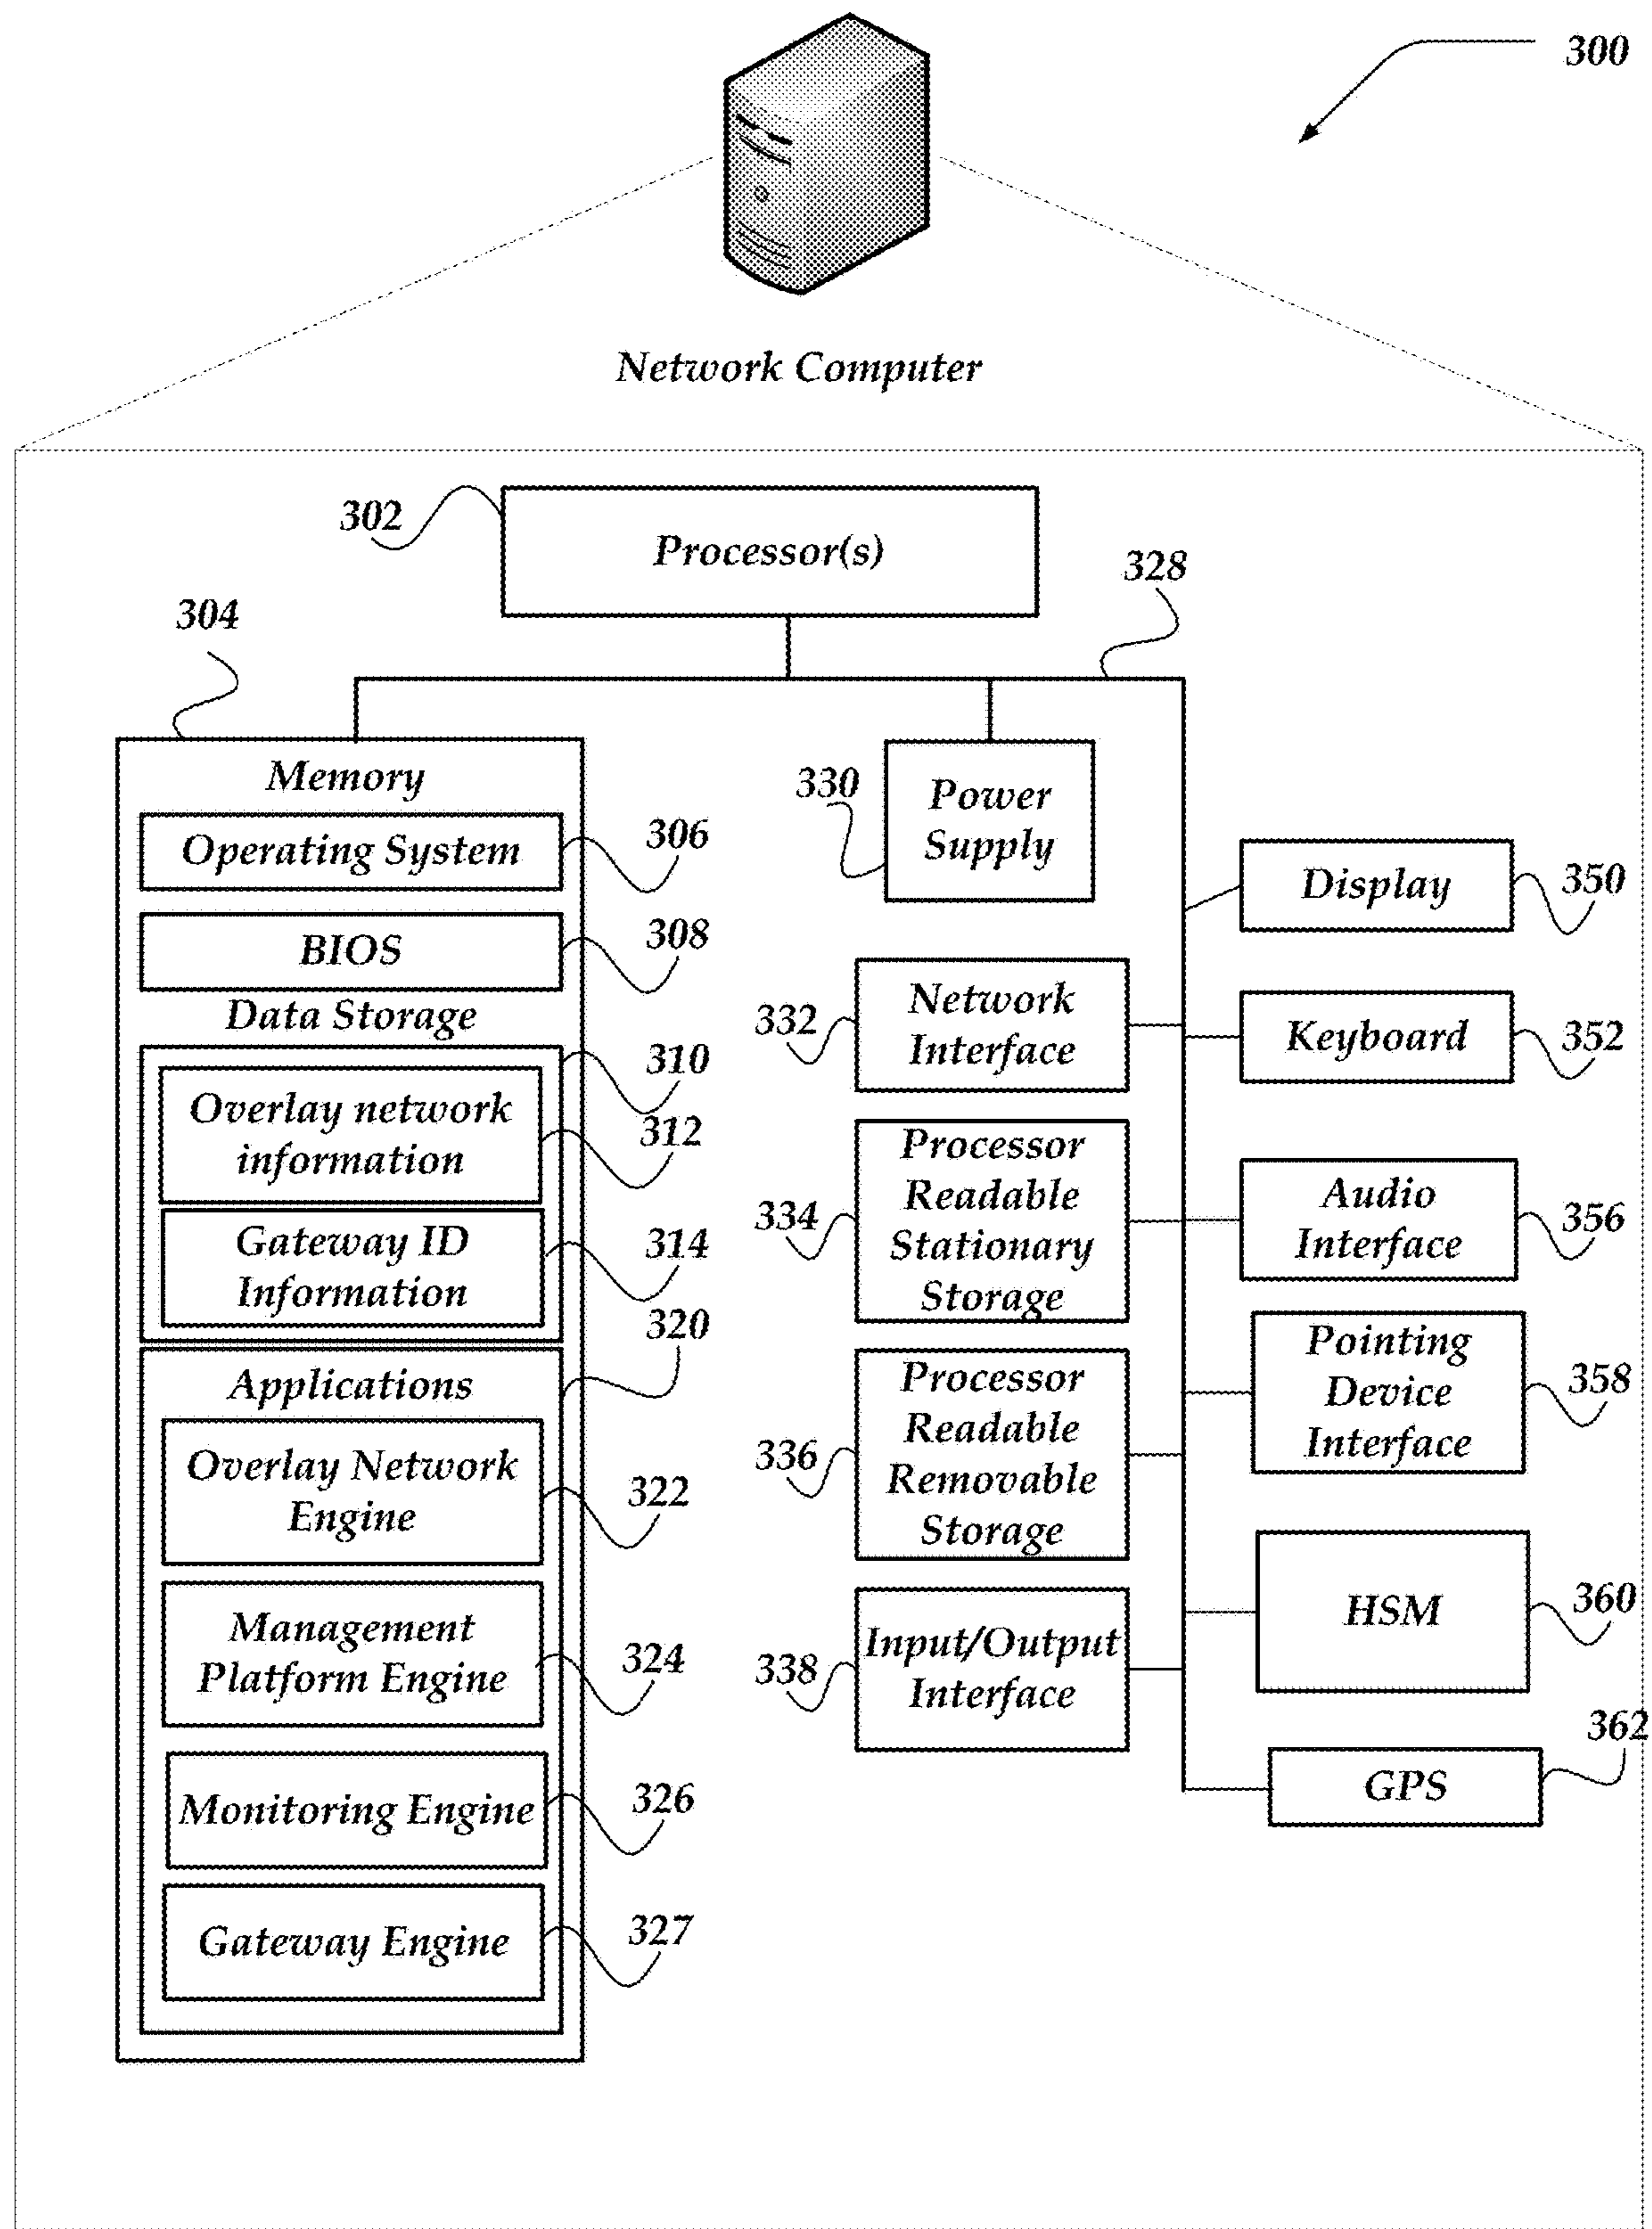 300
Network Computer
302
Processor(s)
328
304
Memory
Operating System
306
BIOS
308
Data Storage
310
Overlay network
information
312
Gateway ID
Information
314
320
Applications
Overlay Network
Engine
322
Management
Platform Engine
324
Monitoring Engine
326
Gateway Engine
327
330
Power
Supply
332
Network
Interface
334
Processor
Readable
Stationary
Storage
336
Processor
Readable
Removable
Storage
338
Input/Output
Interface
Display
350
Keyboard
352
Audio
Interface
356
Pointing
Device
Interface
358
HSM
360
GPS
362